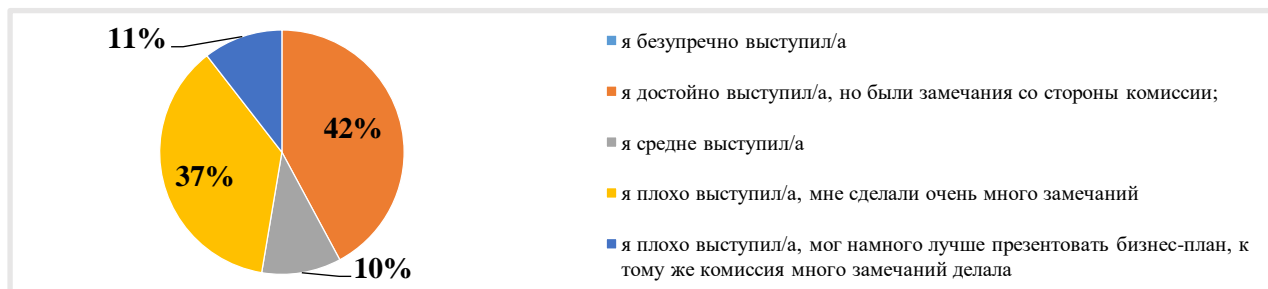 11%
42%
37%
10%
я безупречно выступил/а
я достойно выступил/а, но были замечания со стороны комиссии;
я средне выступил/а
я плохо выступил/а, мне сделали очень много замечаний
я плохо выступил/а, мог намного лучше презентовать бизнес-план, к
тому же комиссия много замечаний делала